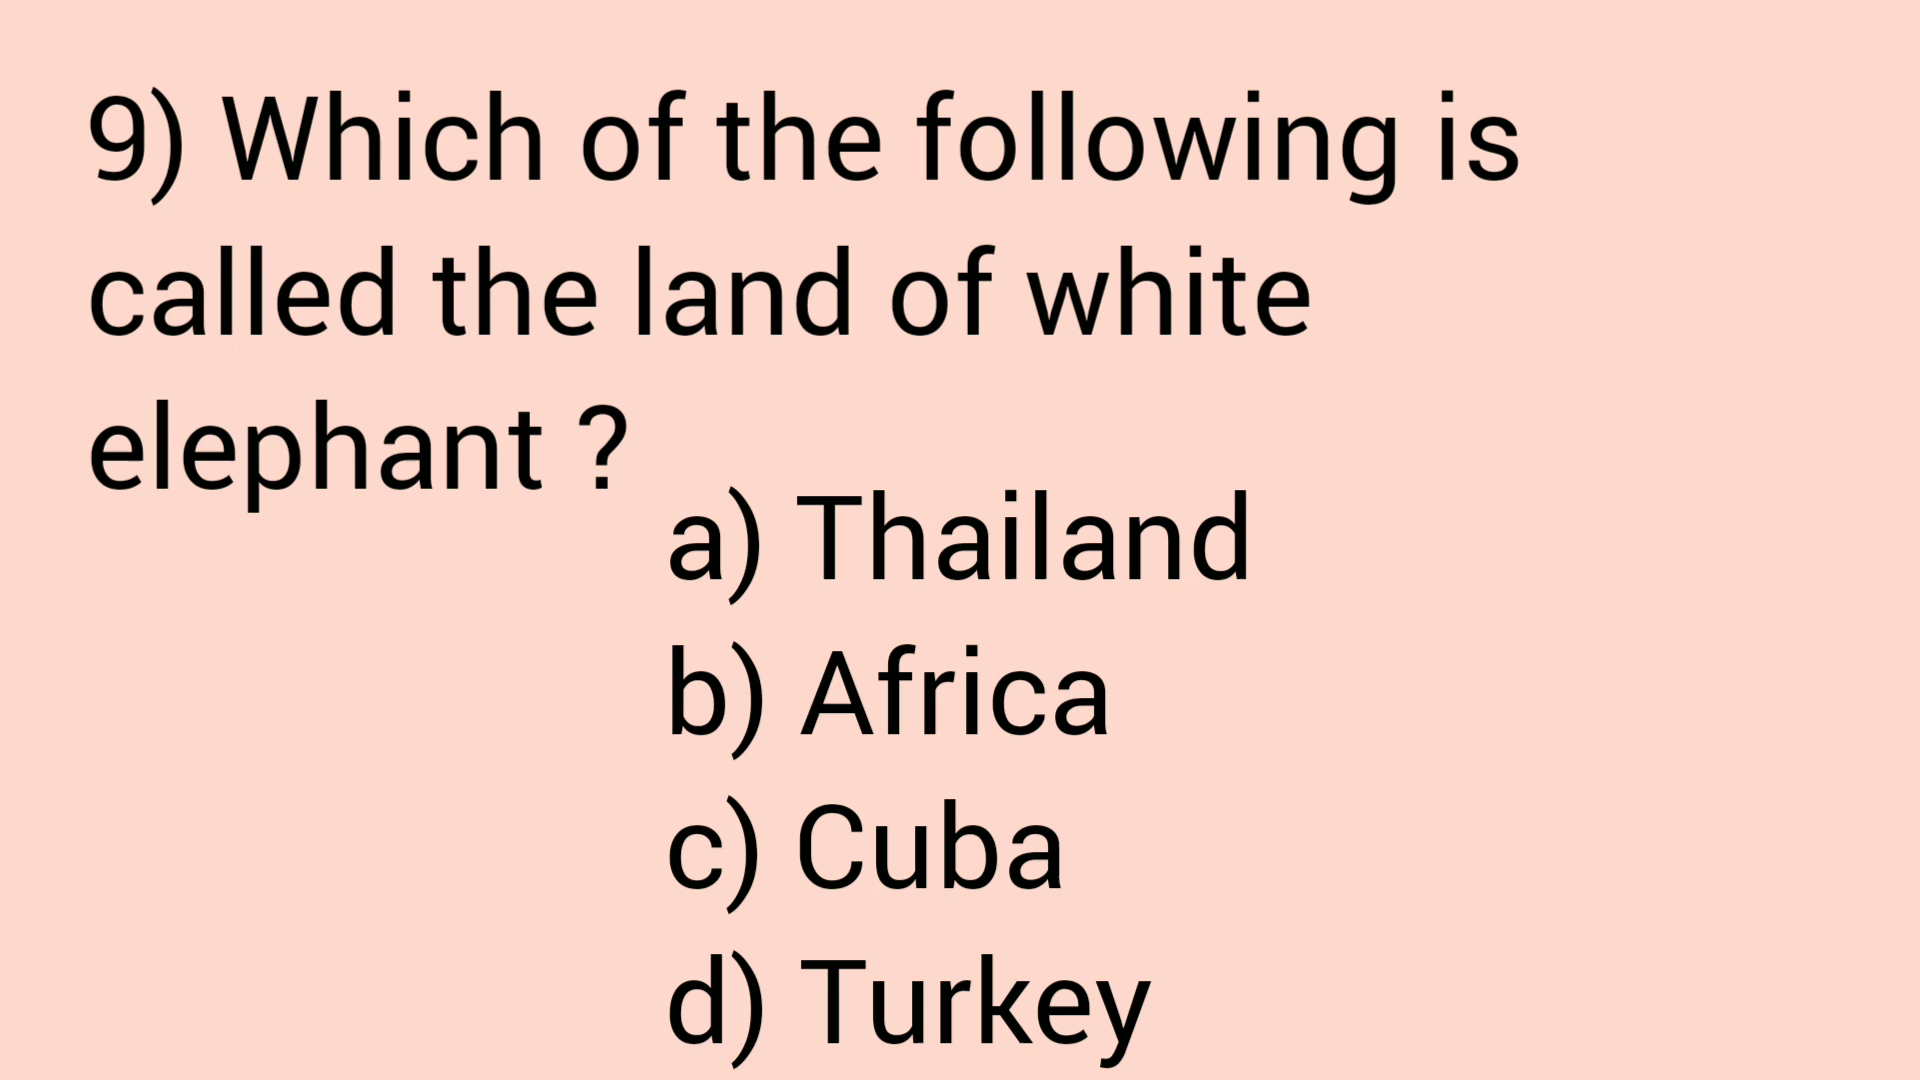 9) Which of the following is
called the land of white
elephant ?
a) Thailand
b) Africa
c) Cuba
d) Turkey